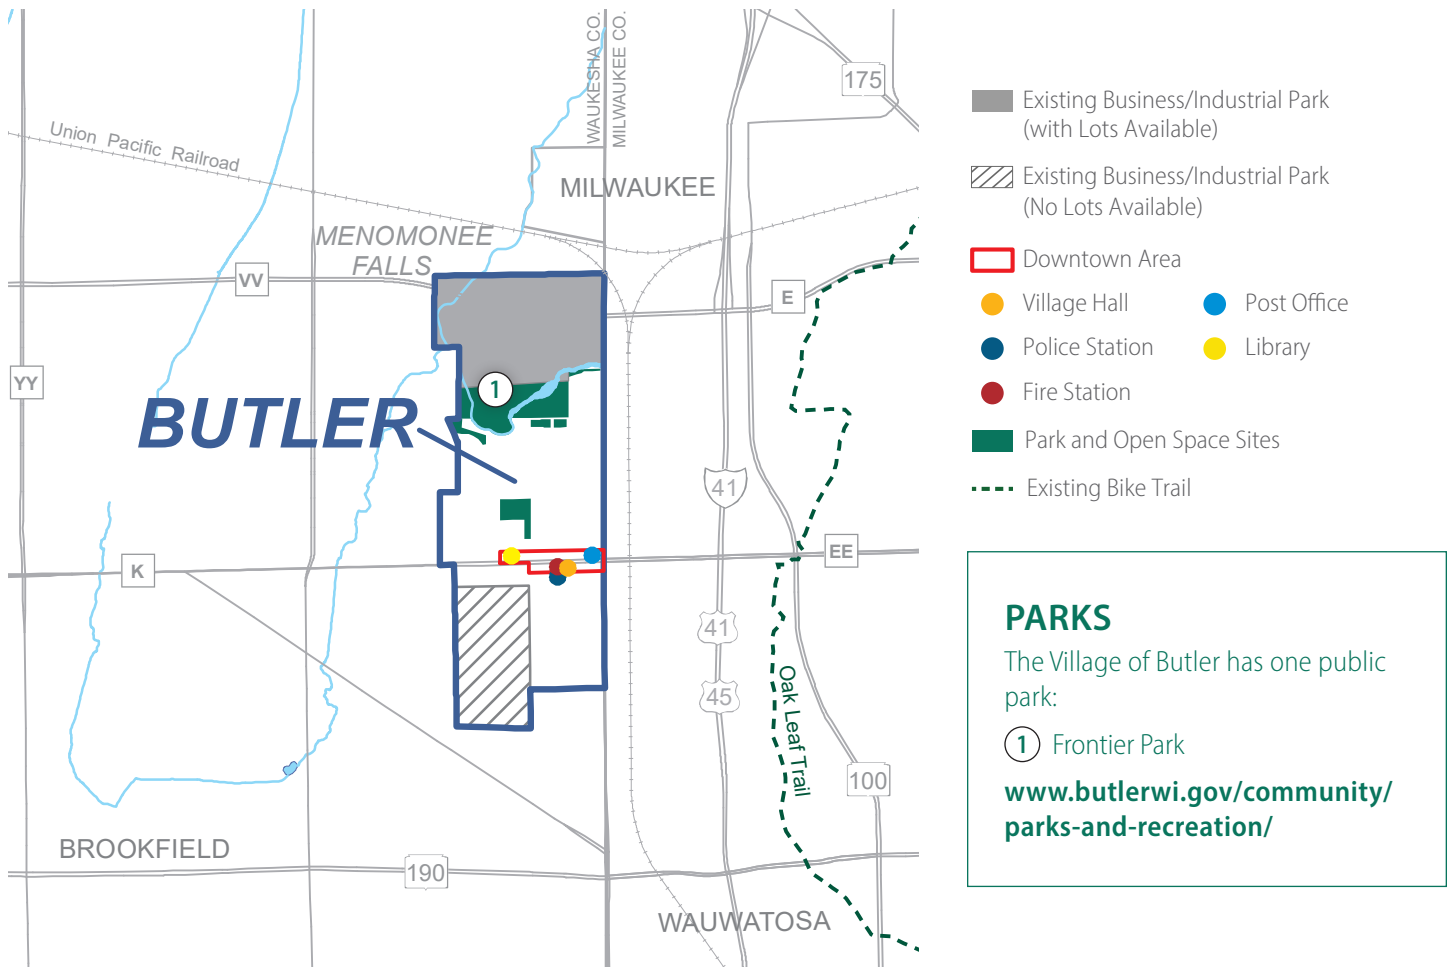 WAUKESHA CO.
MILWAUKEE CO.
175
Union Pacific Railroad
MILWAUKEE
MENOMONEE
FALLS
VV
E
YY
1
BUTLER
41
EE
K
41
45
Oak Leaf Trail
100
BROOKFIELD
190
WAUWATOSA
Existing Business/Industrial Park
(with Lots Available)
Existing Business/Industrial Park
(No Lots Available)
Downtown Area
Village Hall
Post Office
Police Station
Library
Fire Station
Park and Open Space Sites
Existing Bike Trail
PARKS
The Village of Butler has one public
park:
1 Frontier Park
www.butlerwi.gov/community/
parks-and-recreation/